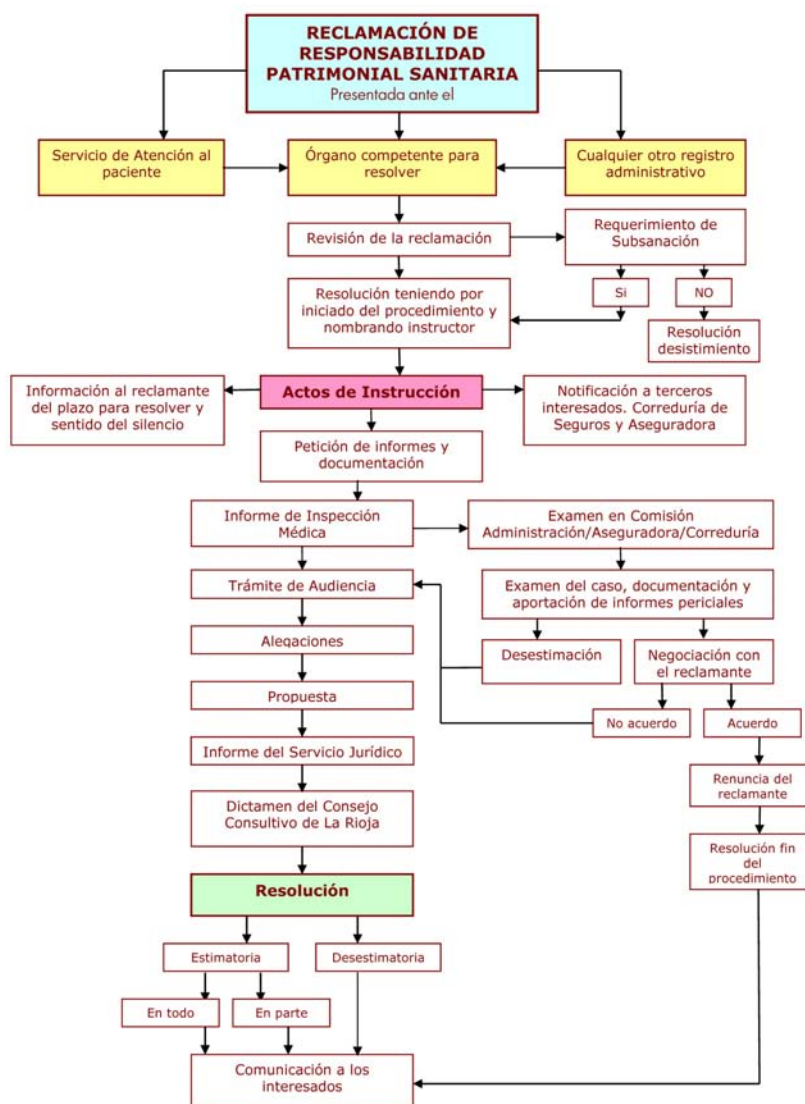 RECLAMACIÓN DE
RESPONSABILIDAD
PATRIMONIAL SANITARIA
Presentada ante el
Servicio de Atención al
paciente
Órgano competente para
resolver
Cualquier otro registro
administrativo
Revisión de la reclamación
Requerimiento de
Subsanación
Si
NO
Resolución teniendo por
iniciado del procedimiento y
nombrando instructor
Resolución
desistimiento
Información al reclamante
del plazo para resolver y
sentido del silencio
Actos de Instrucción
Notificación a terceros
interesados. Correduría de
Seguros y Aseguradora
Petición de informes y
documentación
Informe de Inspección
Médica
Examen en Comisión
Administración/Aseguradora/Correduría
Trámite de Audiencia
Examen del caso, documentación y
aportación de informes periciales
Alegaciones
Desestimación
Negociación con
el reclamante
Propuesta
No acuerdo
Acuerdo
Informe del Servicio Jurídico
Renuncia del
reclamante
Dictamen del Consejo
Consultivo de La Rioja
Resolución fin
del
procedimiento
Resolución
Estimatoria
Desestimatoria
En todo
En parte
Comunicación a los
interesados